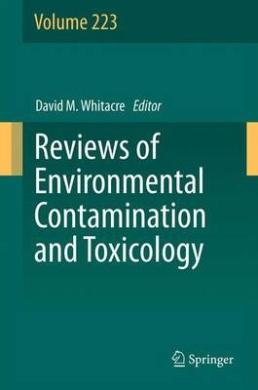 Volume 223
David M. Whitacre Editor
Reviews of
Environmental
Contamination
and Toxicology
Springer